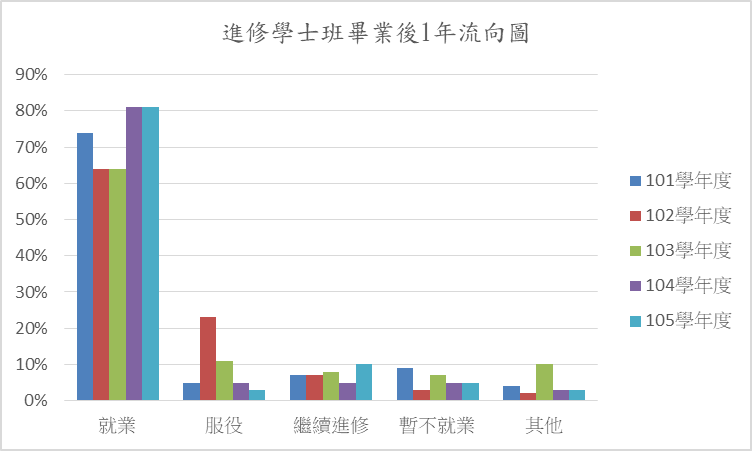 進修學士班畢業後1年流向圖
90%
80%
70%
60%
50%
40%
30%
20%
10%
0%
就業
服役
繼續進修
暫不就業
其他
101學年度
102學年度
103學年度
104學年度
105學年度